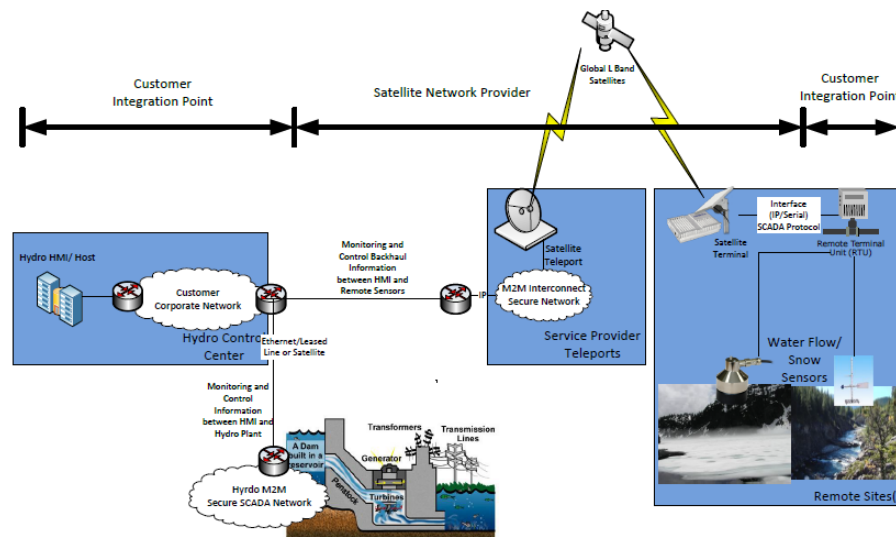 Global L Band
Satellites
Customer
Integration Point
Satellite Network Provider
Customer
Integration Point
Hydro HMI/ Host
Customer
Corporate Network
Hydro Control
Center
Monitoring and
Control Backhaul
Information
between HMI and
Remote Sensors
Ethernet/Leased
Line or Satellite
IP
Satellite
Teleport
M2M Interconnect
Secure Network
Service Provider
Teleports
Satellite
Terminal
Interface
(IP/Serial)
SCADA Protocol
Remote Terminal
Unit (RTU)
Water Flow/
Snow
Sensors
Remote Sites(
Monitoring and
Control
Information
between HMI and
Hydro Plant
Hyrdo M2M
Secure SCADA Network
A Dam
built in a
reservoir
Penstock
Transformers
Generator
Turbines
Transmission
Lines